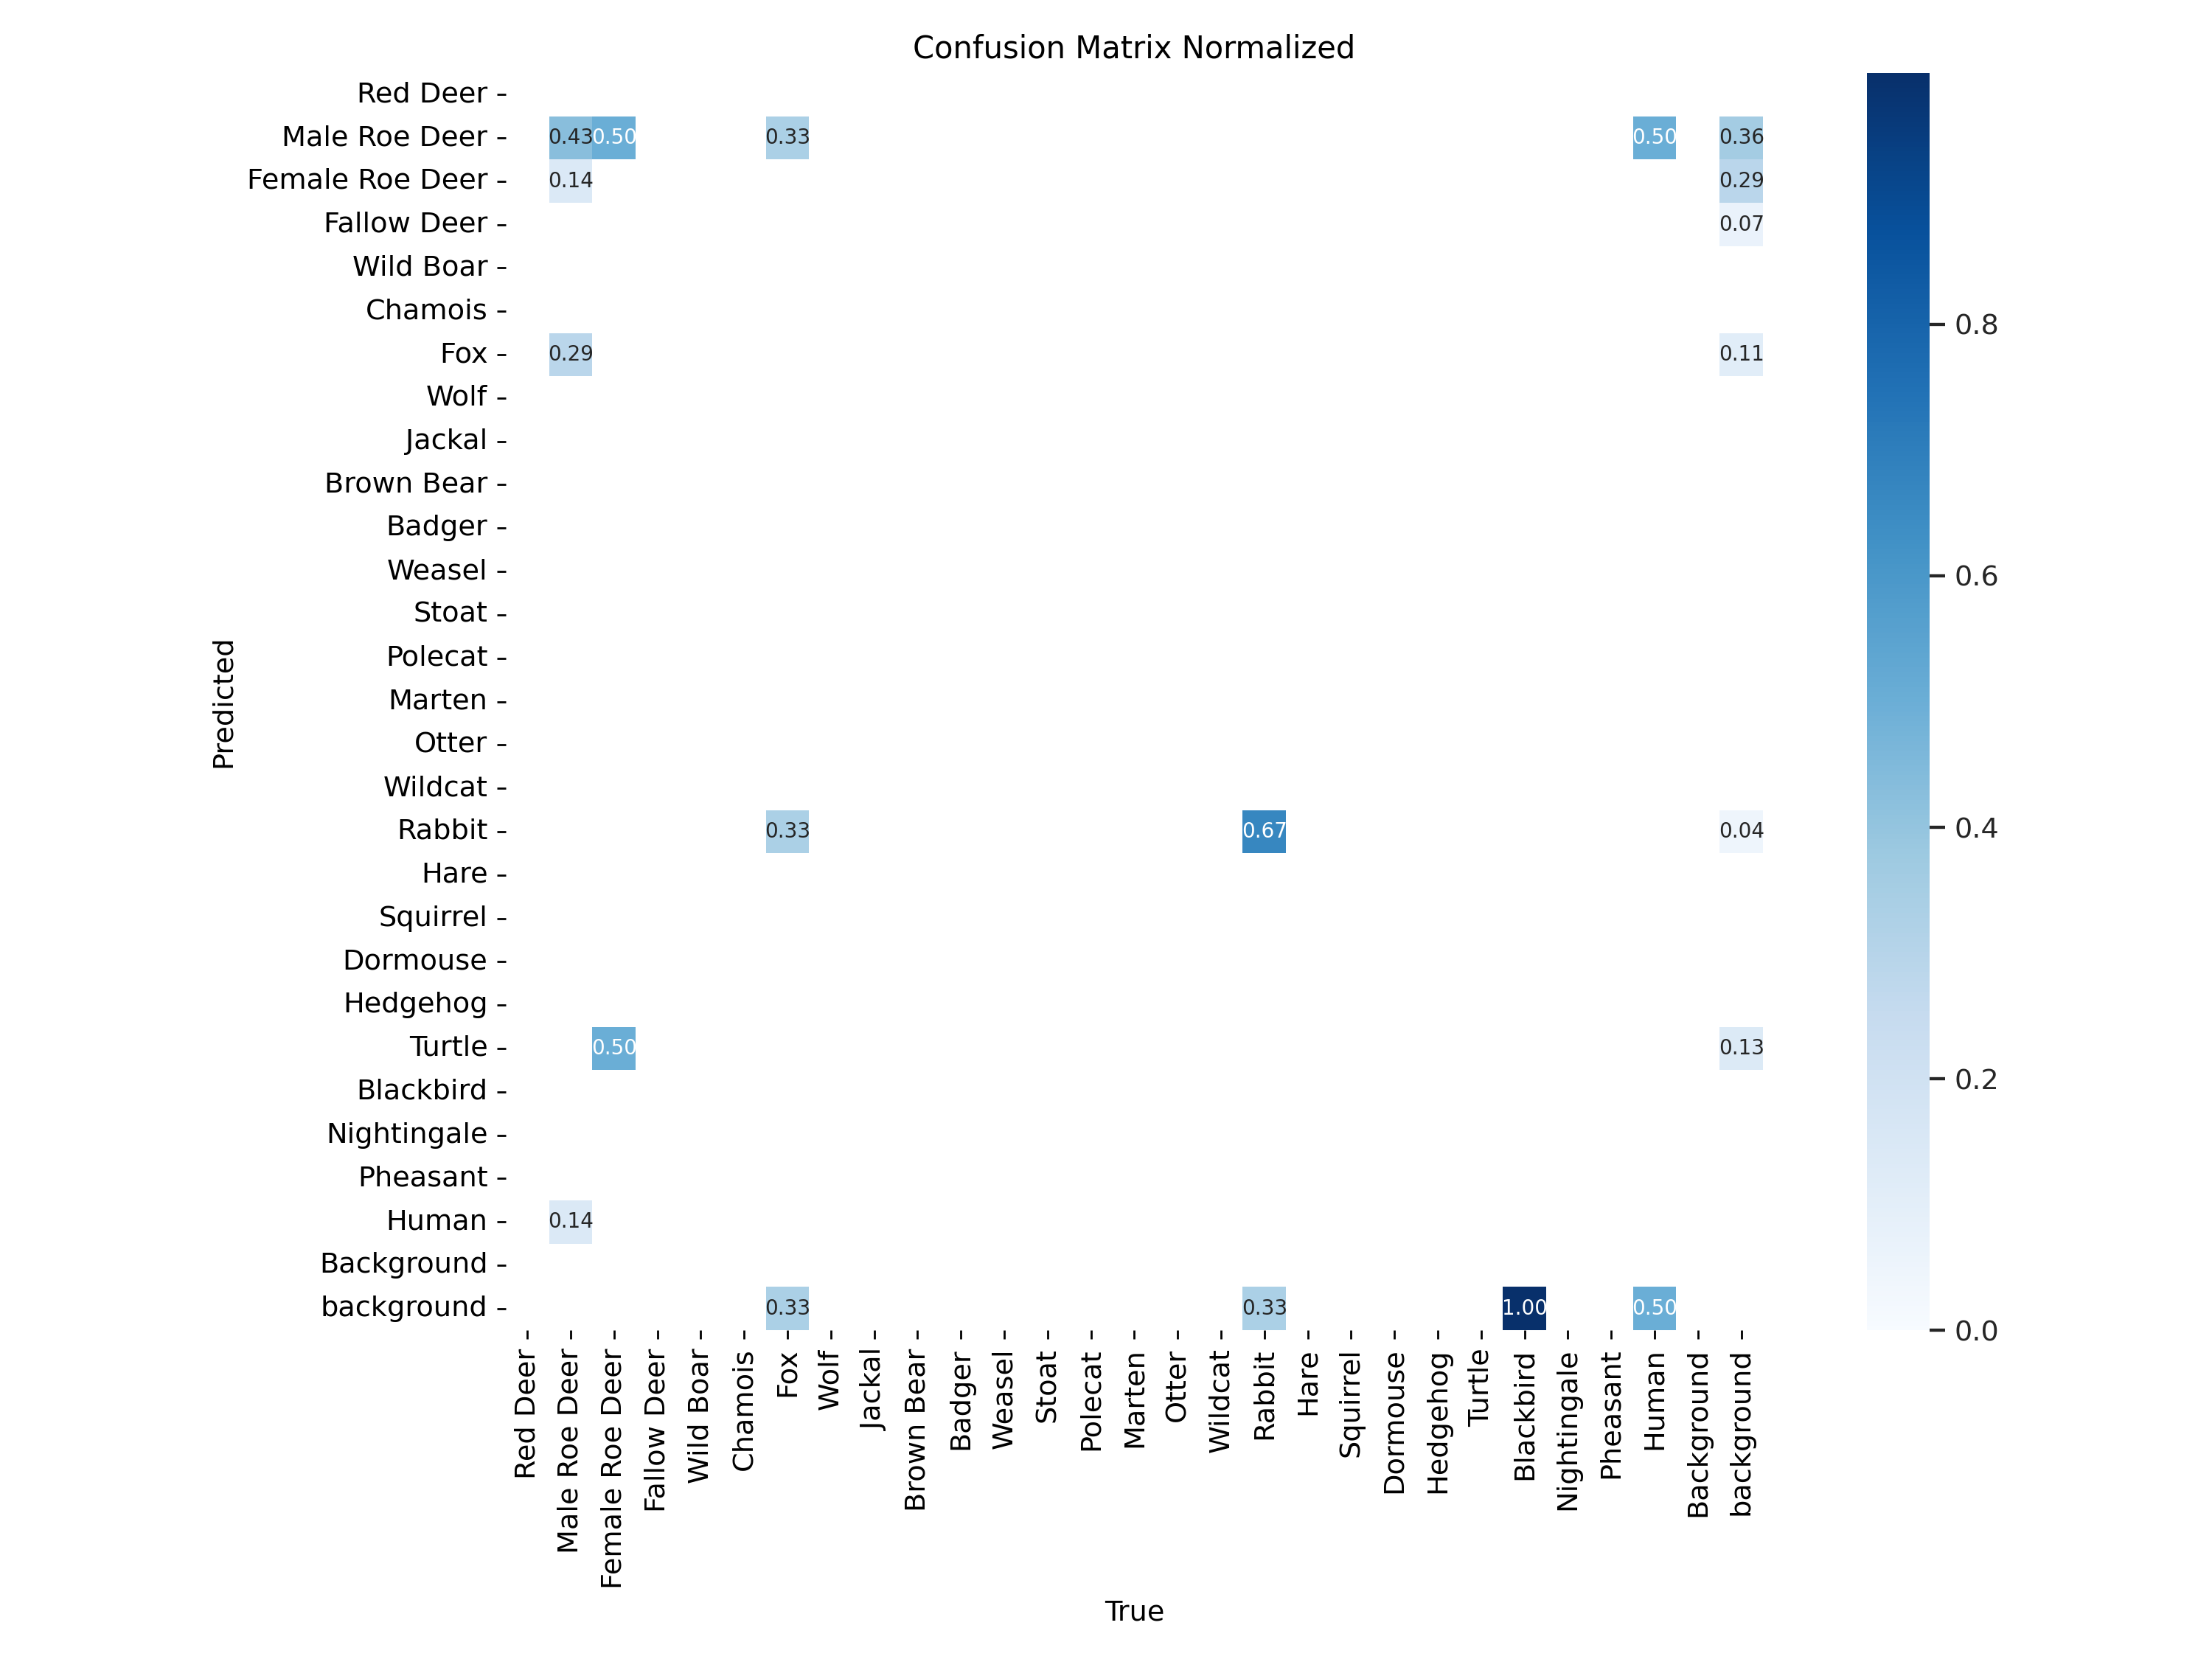 Confusion Matrix Normalized
Red Deer
Male Roe Deer 0.43 0.50 0.33 0.50 0.36
Female Roe Deer 0.14 0.29
Fallow Deer 0.07
Wild Boar
Chamois
Fox 0.29 0.11
Wolf
Jackal
Brown Bear
Badger
Weasel
Stoat
Polecat
Marten
Otter
Wildcat
Rabbit 0.33 0.67 0.04
Hare
Squirrel
Dormouse
Hedgehog
Turtle 0.50 0.13
Blackbird
Nightingale
Pheasant
Human 0.14
Background
background 0.33 0.33 1.00 0.50
Predicted
Red Deer
Male Roe Deer
Female Roe Deer
Fallow Deer
Wild Boar
Chamois
Fox
Wolf
Jackal
Brown Bear
Badger
Weasel
Stoat
Polecat
Marten
Otter
Wildcat
Rabbit
Hare
Squirrel
Dormouse
Hedgehog
Turtle
Blackbird
Nightingale
Pheasant
Human
Background
background
True
0.8
0.6
0.4
0.2
0.0